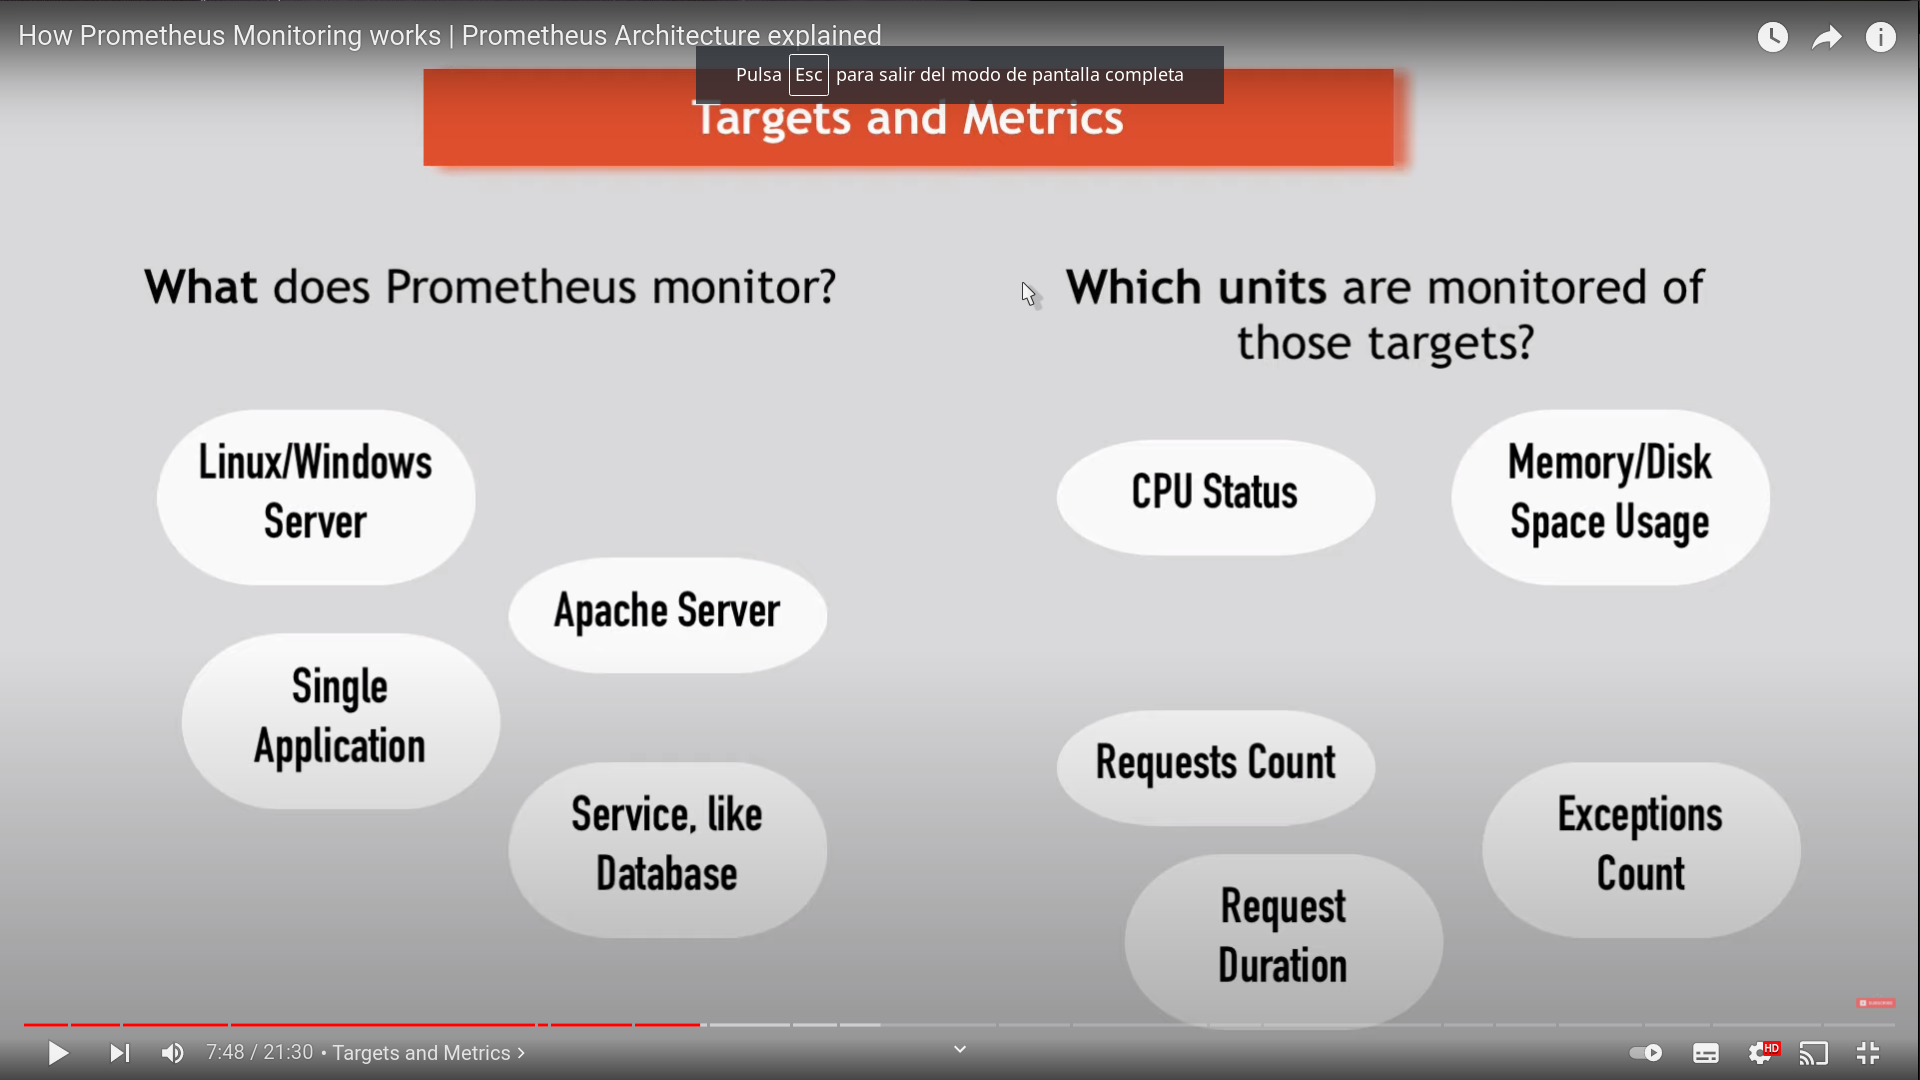 How Prometheus Monitoring works | Prometheus Architecture explained
Pulsa Esc para salir del modo de pantalla completa
Targets and Metrics
What does Prometheus monitor?
Linux/Windows
Server
Apache Server
Single
Application
Service, like
Database
Which units are monitored of
those targets?
CPU Status
Memory/Disk
Space Usage
Requests Count
Exceptions
Count
Request
Duration
SUBSCRIBE
7:48 / 21:30 • Targets and Metrics
HD